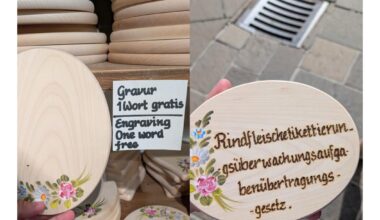 Gravur
1 Wort gratis
Engraving
One word
free
Rindfleischetikettierun-
gsüberwachungsaufga-
benübertragungs-
-gesetz.